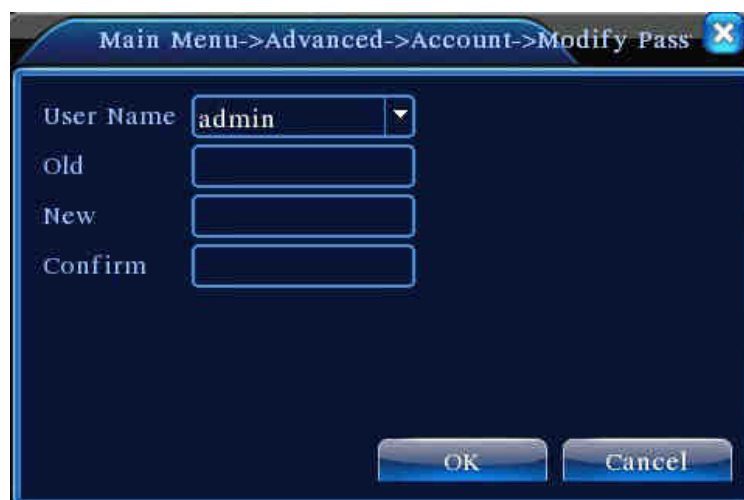 Main Menu->Advanced->Account->Modify Pass
User Name admin
Old
New
Confirm
OK Cancel